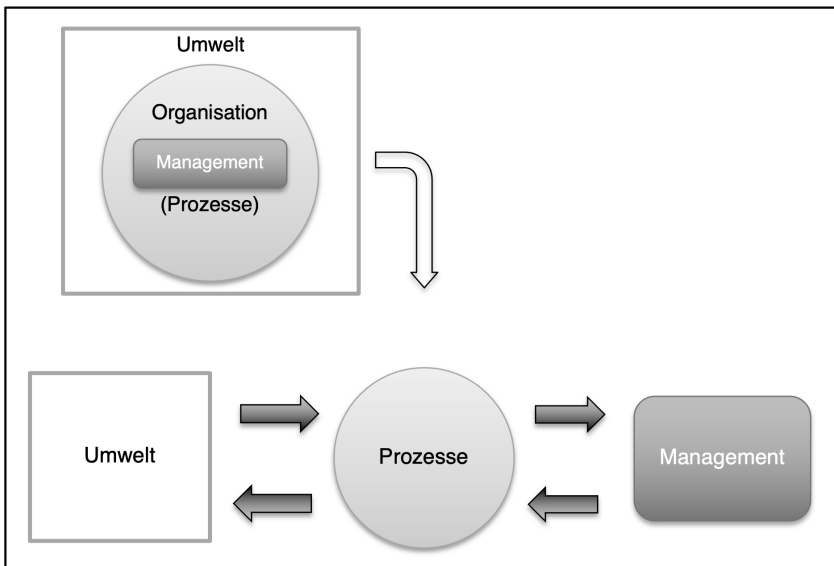 Umwelt
Organisation
Management
(Prozesse)
Umwelt
Prozesse
Management